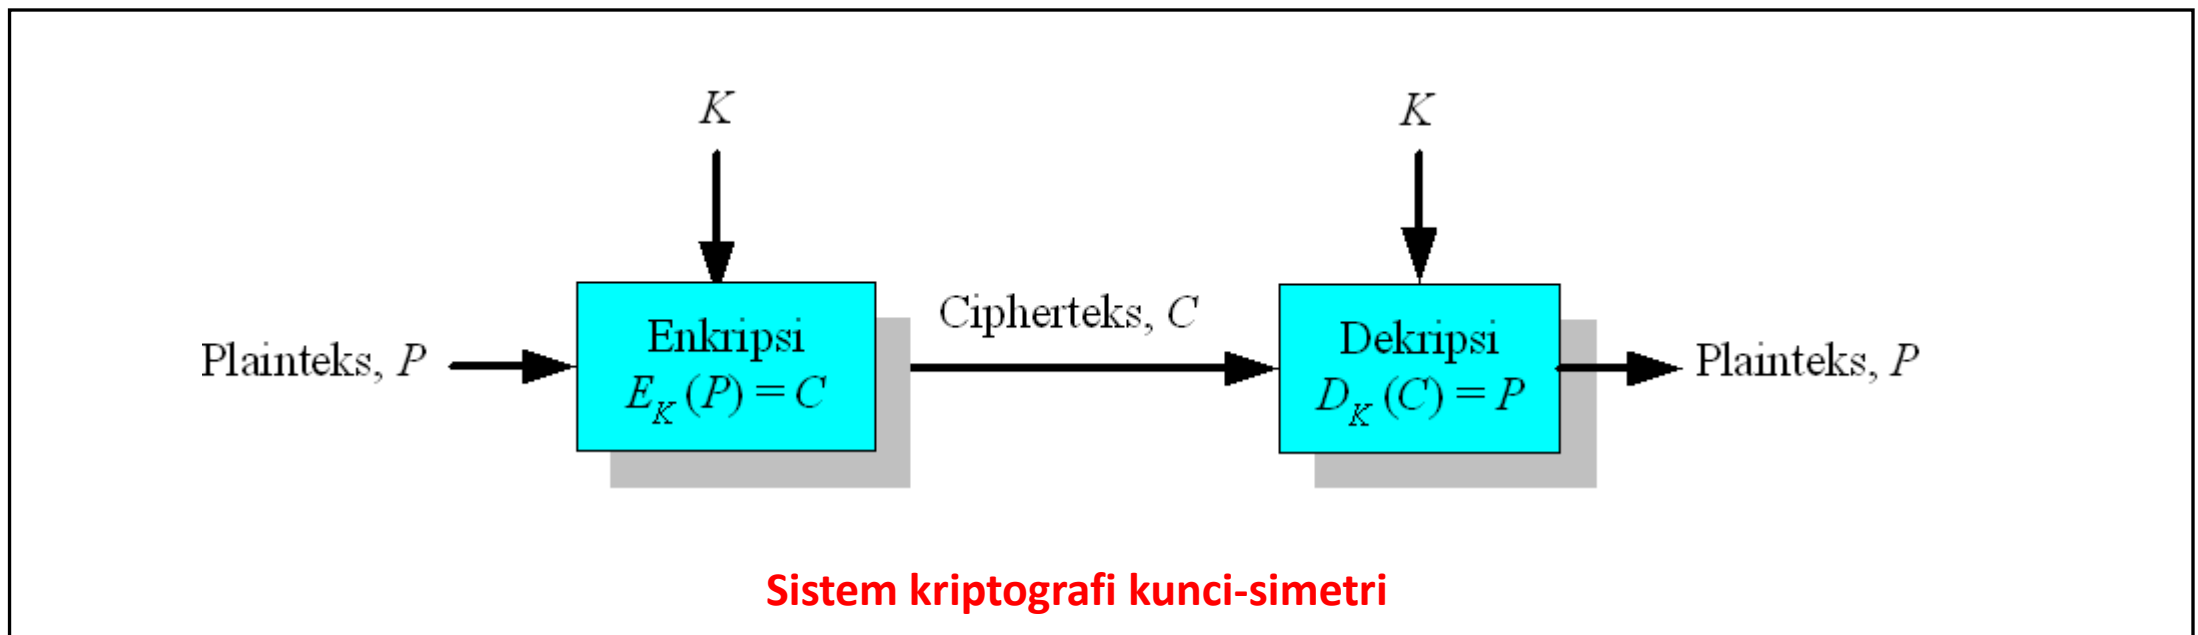 K
K
Plainteks, P
Enkripsi
E_K (P) = C
Cipherteks, C
Dekripsi
D_K (C) = P
Plainteks, P
Sistem kriptografi kunci-simetri